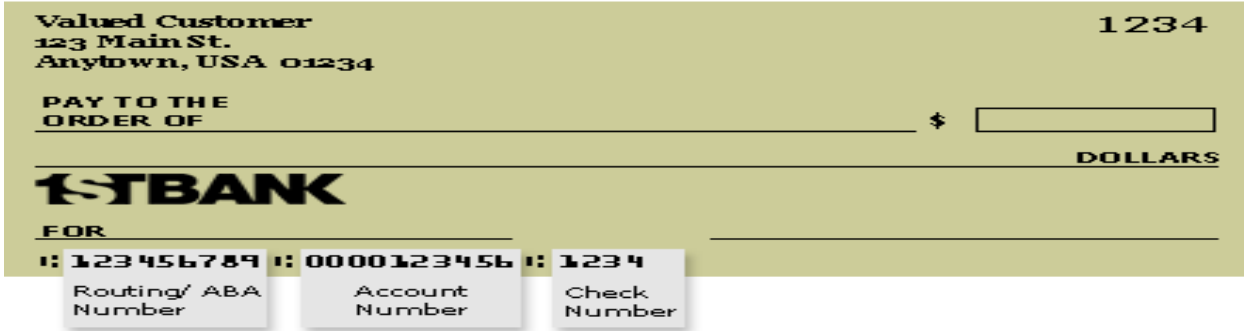 Valued Customer 1234
123 Main St.
Anytown, USA 01234
PAY TO THE
ORDER OF $
DOLLARS
1STBANK
FOR
⑆ 123456789 ⑆ 0000123456 ⑆ 1234
Routing/ ABA Account Check
Number Number Number